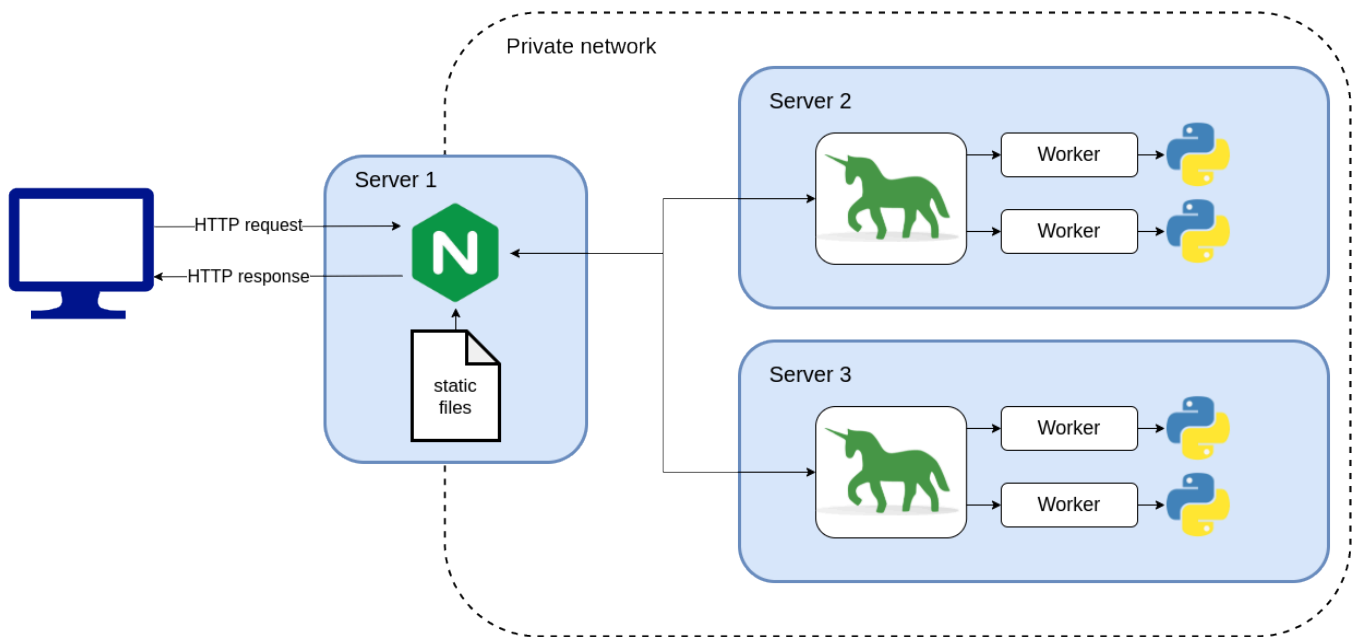 Private network
Server 2
Worker
Worker
Server 1
HTTP request
HTTP response
N
static
files
Server 3
Worker
Worker